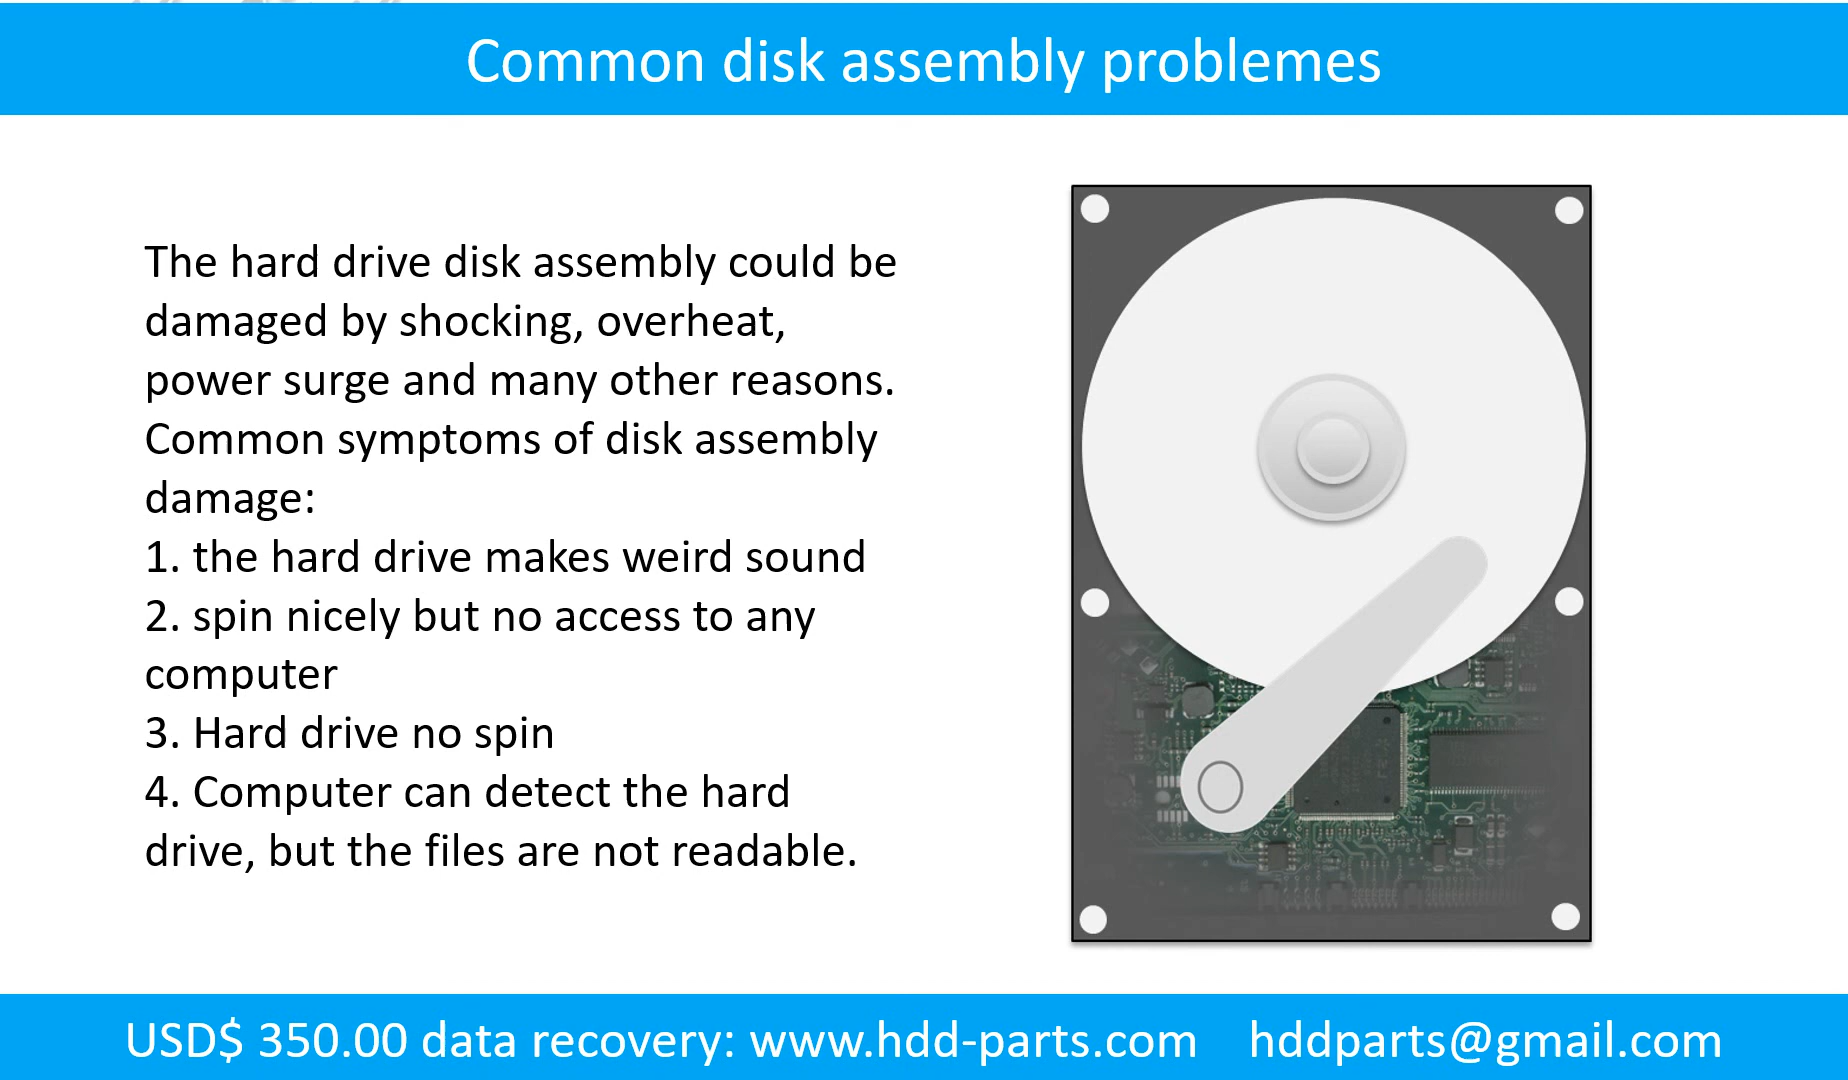 Common disk assembly problemes
The hard drive disk assembly could be
damaged by shocking, overheat,
power surge and many other reasons.
Common symptoms of disk assembly
damage:
1. the hard drive makes weird sound
2. spin nicely but no access to any
computer
3. Hard drive no spin
4. Computer can detect the hard
drive, but the files are not readable.
USD$ 350.00 data recovery: www.hdd-parts.com hddparts@gmail.com